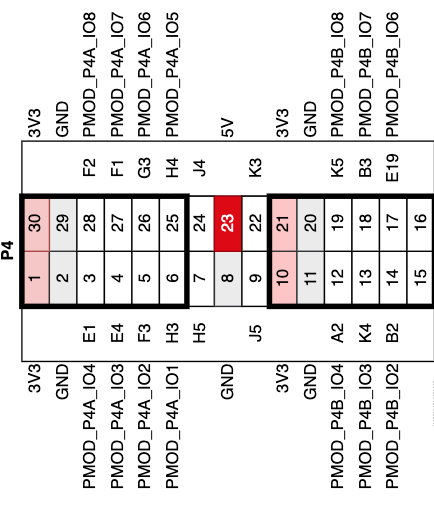 P4
3V3 GND PMOD_P4A_IO8 PMOD_P4A_IO7 PMOD_P4A_IO6 PMOD_P4A_IO5 5V 3V3 GND PMOD_P4B_IO8 PMOD_P4B_IO7 PMOD_P4B_IO6
F2 F1 G3 H4 J4 K3 K5 B3 E19
30 29 28 27 26 25 24 23 22 21 20 19 18 17 16
1 2 3 4 5 6 7 8 9 10 11 12 13 14 15
E1 E4 F3 H3 H5 J5 A2 K4 B2
3V3 GND PMOD_P4A_IO4 PMOD_P4A_IO3 PMOD_P4A_IO2 PMOD_P4A_IO1 GND 3V3 GND PMOD_P4B_IO4 PMOD_P4B_IO3 PMOD_P4B_IO2